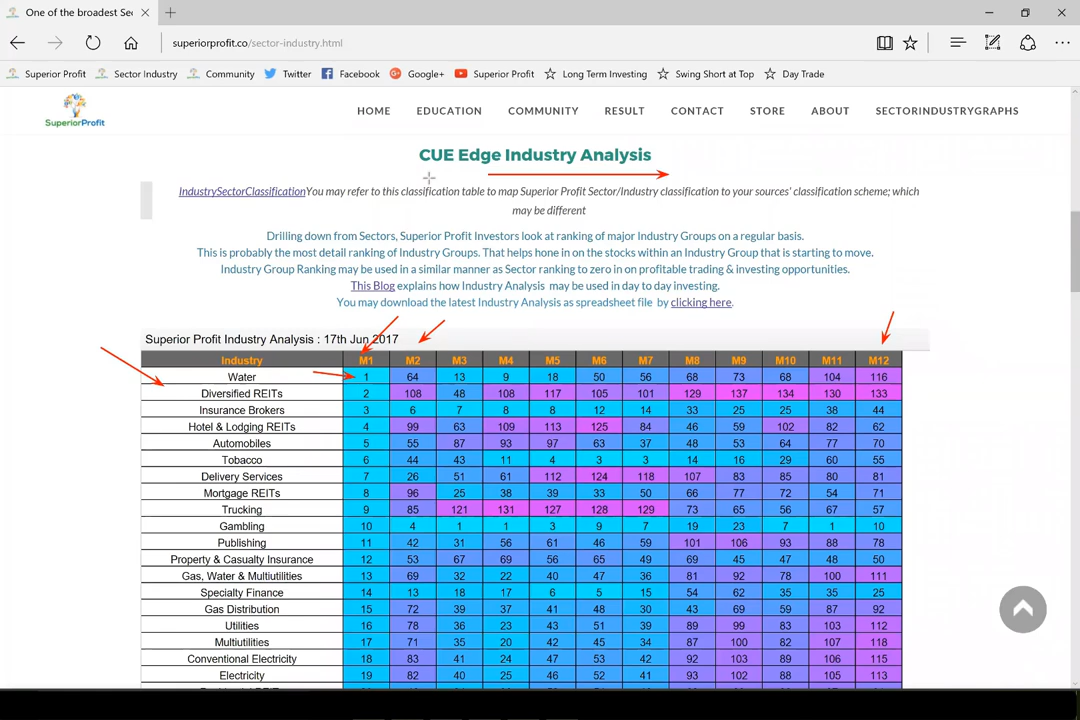 One of the broadest Sec
superiorprofit.co/sector-industry.html
Superior Profit Sector Industry Community Twitter Facebook Google+ Superior Profit Long Term Investing Swing Short at Top Day Trade
SuperiorProfit
HOME EDUCATION COMMUNITY RESULT CONTACT STORE ABOUT SECTORINDUSTRYGRAPHS
CUE Edge Industry Analysis
IndustrySectorClassificationYou may refer to this classification table to map Superior Profit Sector/Industry classification to your sources' classification scheme; which
may be different
Drilling down from Sectors, Superior Profit Investors look at ranking of major Industry Groups on a regular basis.
This is probably the most detail ranking of Industry Groups. That helps hone in on the stocks within an Industry Group that is starting to move.
Industry Group Ranking may be used in a similar manner as Sector ranking to zero in on profitable trading & investing opportunities.
This Blog explains how Industry Analysis may be used in day to day investing.
You may download the latest Industry Analysis as spreadsheet file by clicking here.
Superior Profit Industry Analysis : 17th Jun 2017
Industry M1 M2 M3 M4 M5 M6 M7 M8 M9 M10 M11 M12
Water 1 64 13 9 18 50 56 68 73 68 104 116
Diversified REITs 2 108 48 108 117 105 101 129 137 134 130 133
Insurance Brokers 3 6 7 8 8 12 14 33 25 25 38 44
Hotel & Lodging REITs 4 99 63 109 113 125 84 46 59 102 82 62
Automobiles 5 55 87 93 97 63 37 48 53 64 77 70
Tobacco 6 44 43 11 4 3 3 14 16 29 60 55
Delivery Services 7 26 51 61 112 124 118 107 83 85 80 81
Mortgage REITs 8 96 25 38 39 33 50 66 77 72 54 71
Trucking 9 85 121 131 127 128 129 73 65 56 67 57
Gambling 10 4 1 1 3 9 7 19 23 7 1 10
Publishing 11 42 31 56 61 46 59 101 106 93 88 78
Property & Casualty Insurance 12 53 67 69 56 65 49 69 45 47 48 50
Gas, Water & Multiutilities 13 69 32 22 40 47 36 81 92 78 100 111
Specialty Finance 14 13 18 17 6 5 15 54 62 35 35 25
Gas Distribution 15 72 39 37 41 48 30 43 69 59 87 92
Utilities 16 78 36 23 43 51 39 89 99 83 103 112
Multiutilities 17 71 35 20 42 45 34 87 100 82 107 118
Conventional Electricity 18 83 41 24 47 53 42 92 103 89 106 115
Electricity 19 82 40 25 46 52 41 93 102 88 105 113